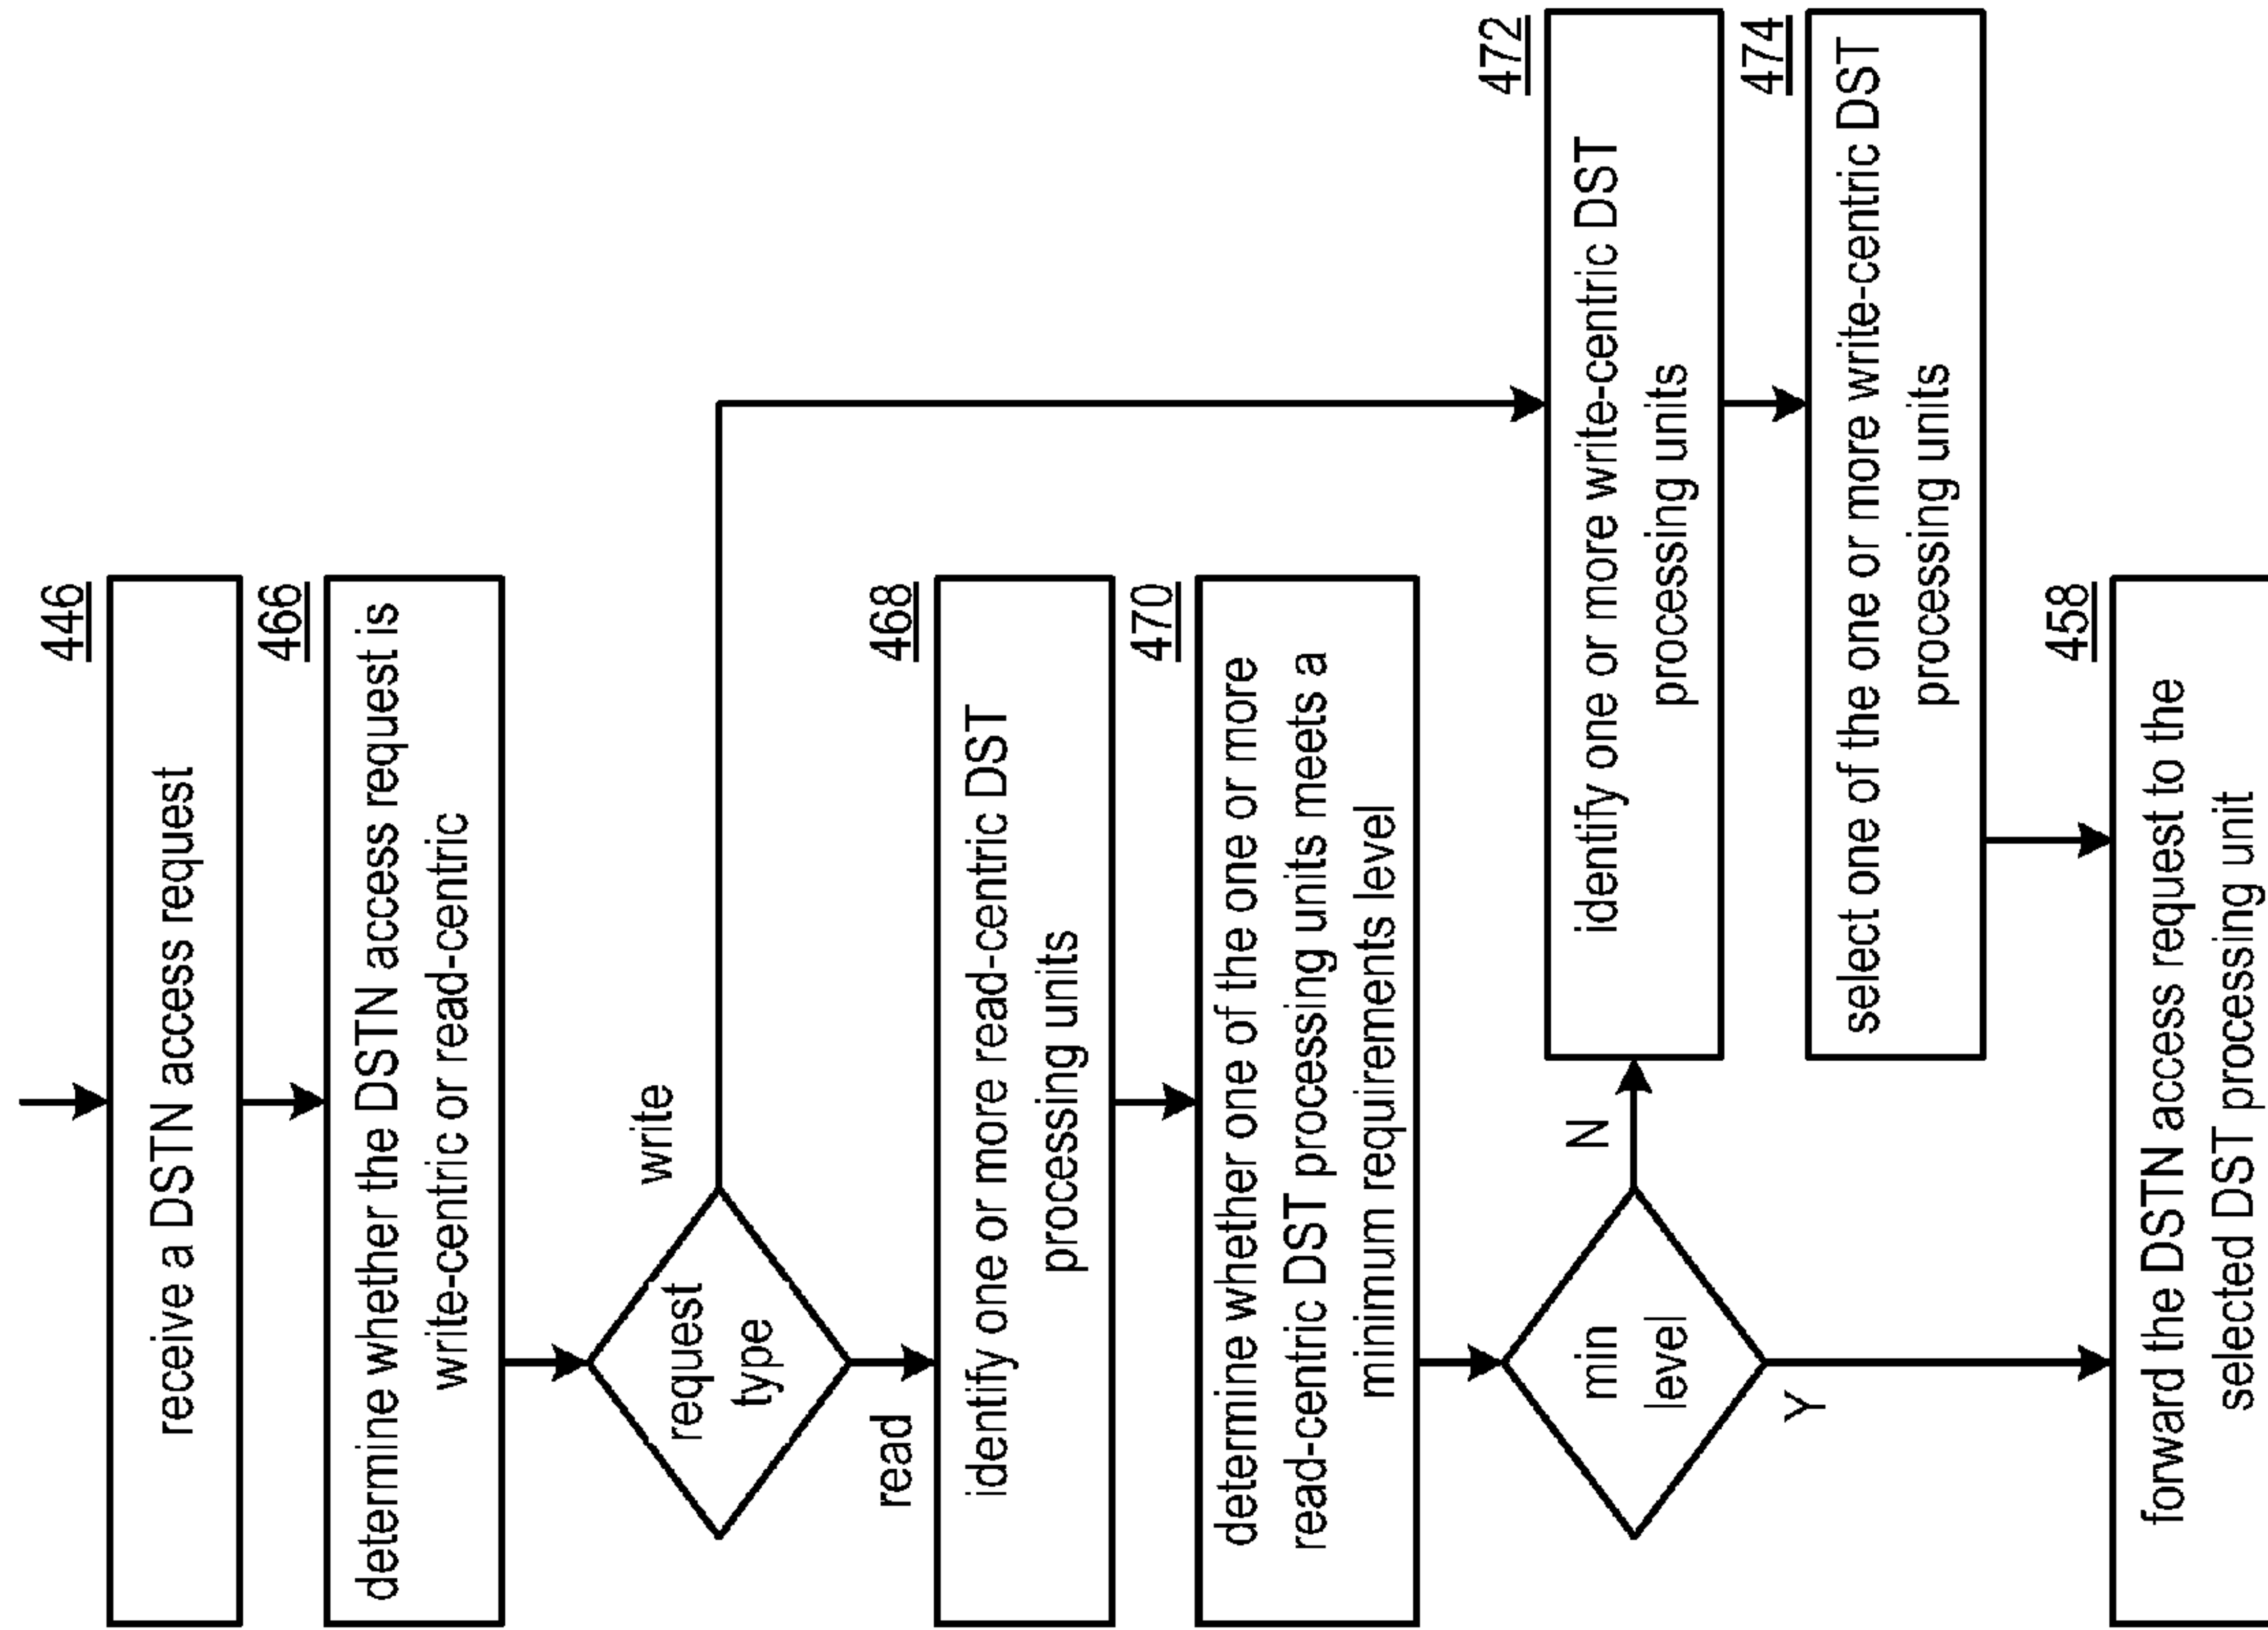 446
receive a DSTN access request
466
determine whether the DSTN access request is
write-centric or read-centric
request
type
write
read
468
identify one or more read-centric DST
processing units
470
determine whether one of the one or more
read-centric DST processing units meets a
minimum requirements level
min
level
N
Y
472
identify one or more write-centric DST
processing units
474
select one of the one or more write-centric DST
processing units
458
forward the DSTN access request to the
selected DST processing unit